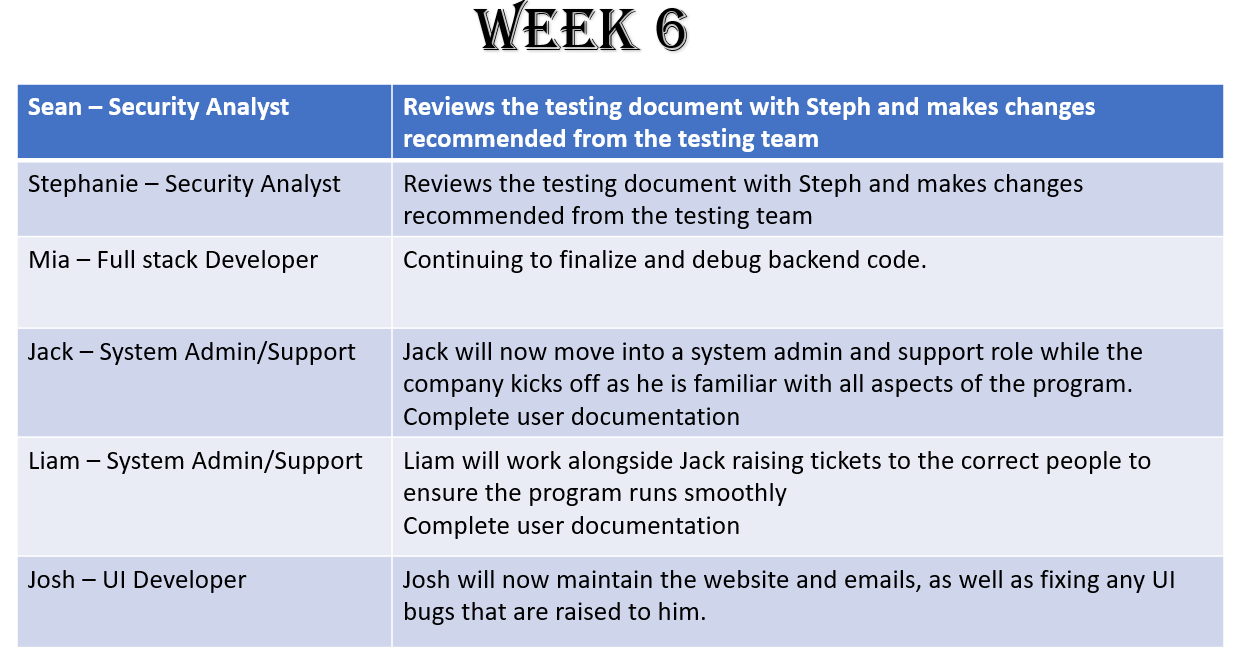 WEEK 6
Sean – Security Analyst
Reviews the testing document with Steph and makes changes
recommended from the testing team
Stephanie – Security Analyst
Reviews the testing document with Steph and makes changes
recommended from the testing team
Mia – Full stack Developer
Continuing to finalize and debug backend code.
Jack – System Admin/Support
Jack will now move into a system admin and support role while the
company kicks off as he is familiar with all aspects of the program.
Complete user documentation
Liam – System Admin/Support
Liam will work alongside Jack raising tickets to the correct people to
ensure the program runs smoothly
Complete user documentation
Josh – UI Developer
Josh will now maintain the website and emails, as well as fixing any UI
bugs that are raised to him.